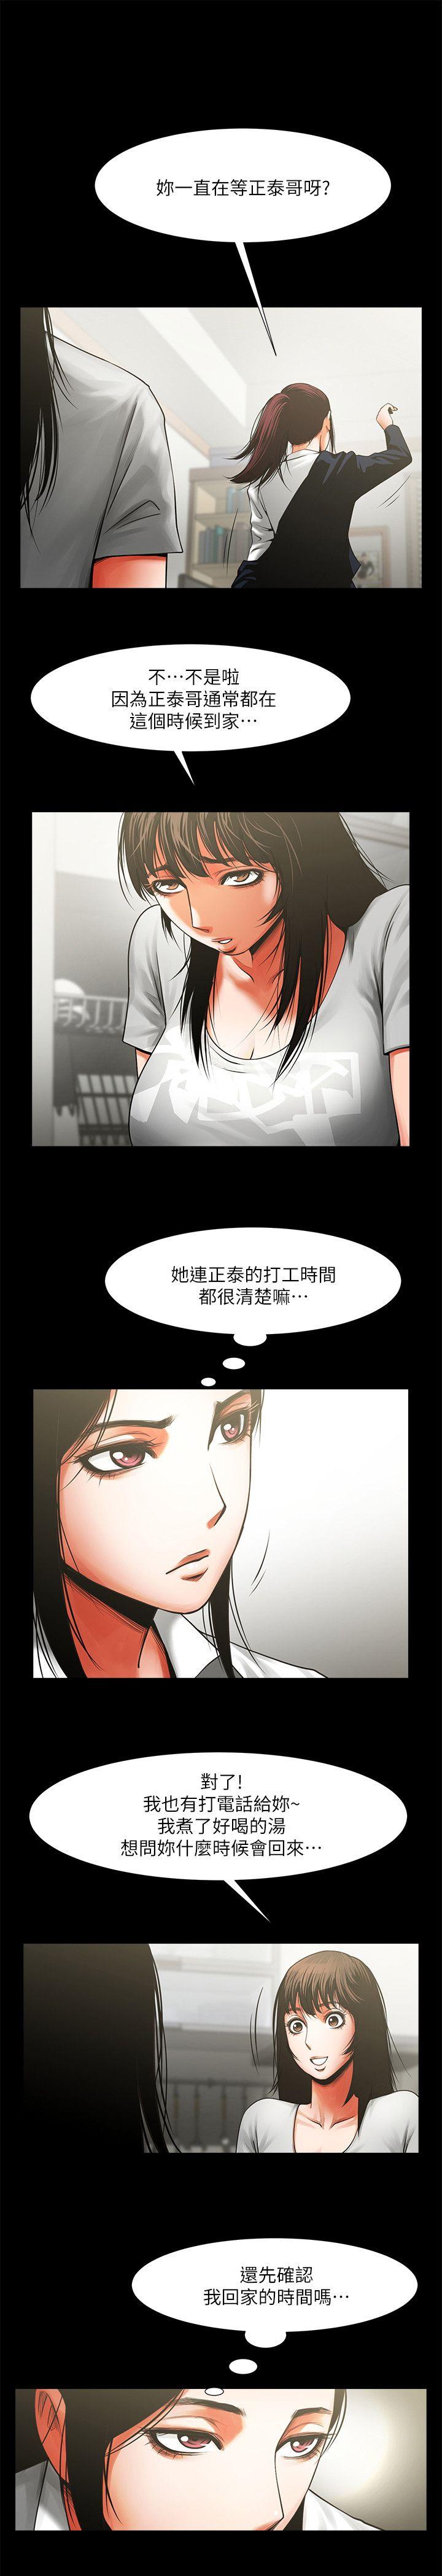 妳一直在等正泰哥呀?
不…不是啦
因為正泰哥通常都在
這個時候到家…
她連正泰的打工時間
都很清楚嘛…
對了!
我也有打電話給妳~
我煮了好喝的湯
想問妳什麼時候會回來…
還先確認
我回家的時間嗎…